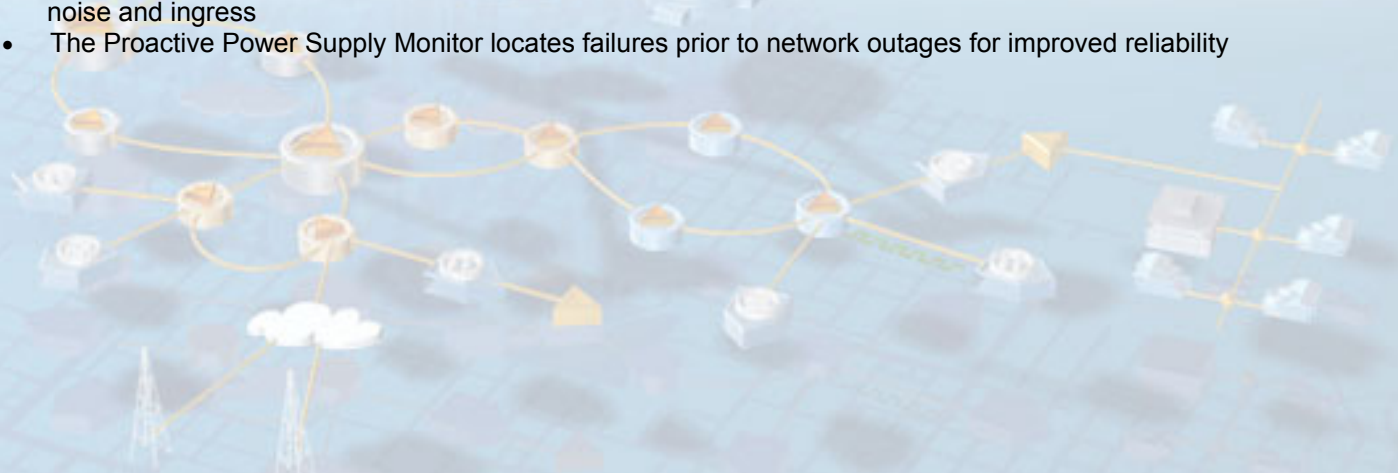 noise and ingress
• The Proactive Power Supply Monitor locates failures prior to network outages for improved reliability